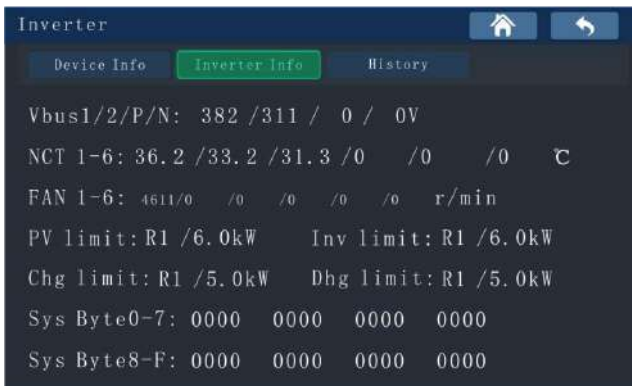 Inverter
Device Info Inverter Info History
Vbus1/2/P/N: 382 /311 / 0 / 0V
NCT 1-6: 36.2 /33.2 /31.3 /0 /0 /0 ℃
FAN 1-6: 4611/0 /0 /0 /0 /0 r/min
PV limit: R1 /6.0kW Inv limit: R1 /6.0kW
Chg limit: R1 /5.0kW Dhg limit: R1 /5.0kW
Sys Byte0-7: 0000 0000 0000 0000
Sys Byte8-F: 0000 0000 0000 0000